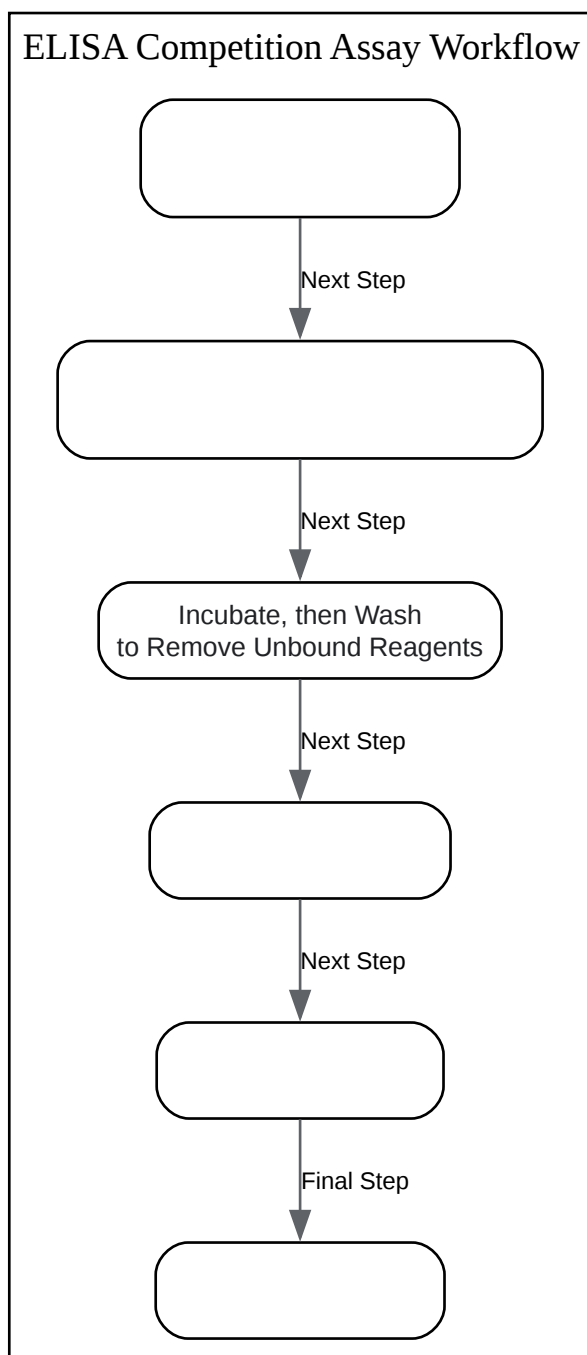 ELISA Competition Assay Workflow
Next Step
Next Step
Incubate, then Wash
to Remove Unbound Reagents
Next Step
Next Step
Final Step